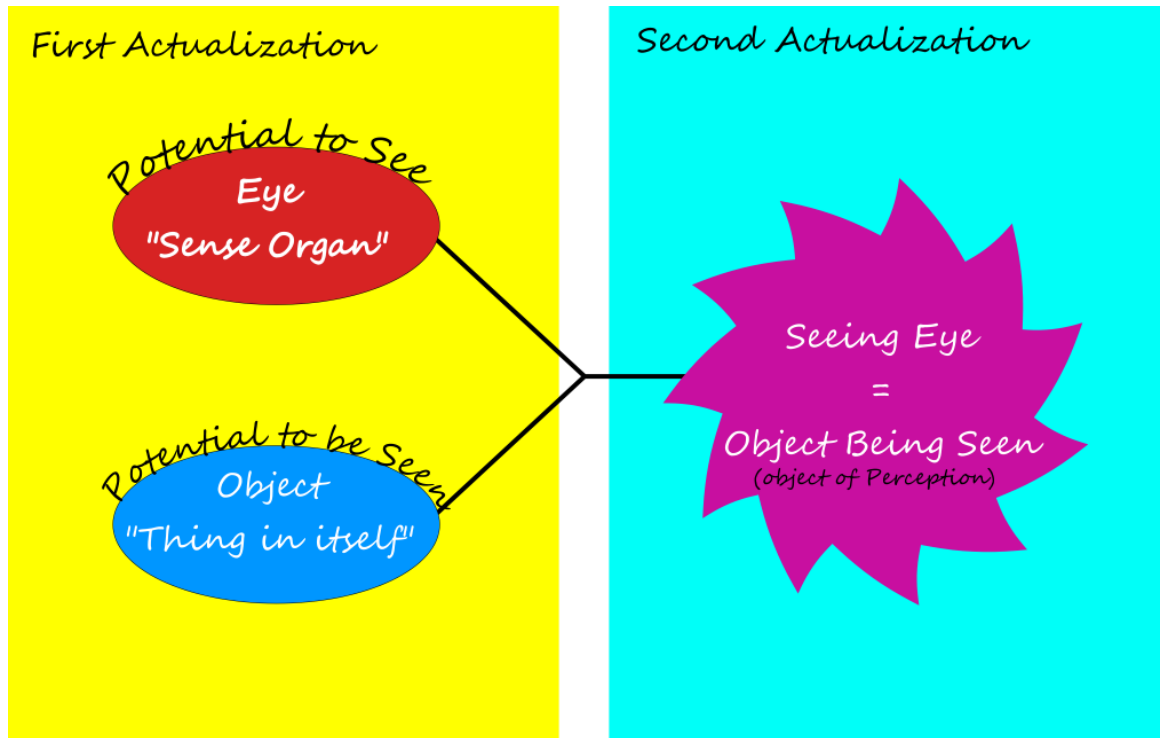 First Actualization
Potential to See
Eye
"Sense Organ"
Potential to be Seen
Object
"Thing in itself"
Second Actualization
Seeing Eye
=
Object Being Seen
(object of Perception)